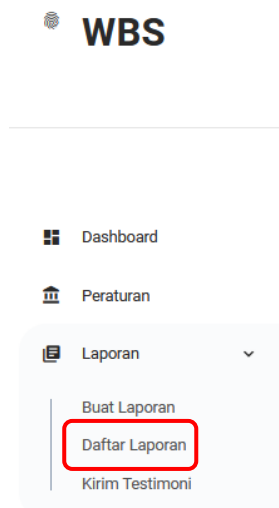 WBS
Dashboard
Peraturan
Laporan
Buat Laporan
Daftar Laporan
Kirim Testimoni